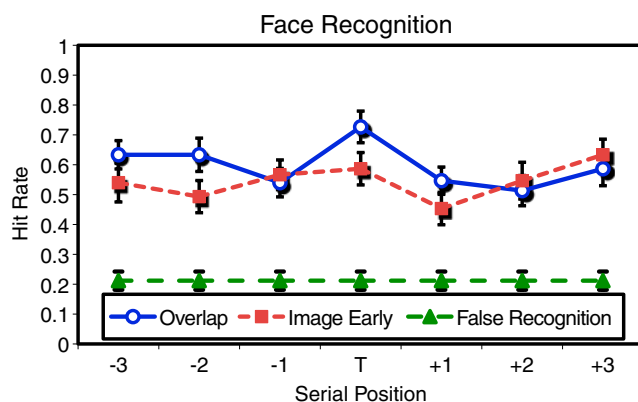 Face Recognition
Hit Rate
1
0.9
0.8
0.7
0.6
0.5
0.4
0.3
0.2
0.1
0
Overlap Image Early False Recognition
-3 -2 -1 T +1 +2 +3
Serial Position